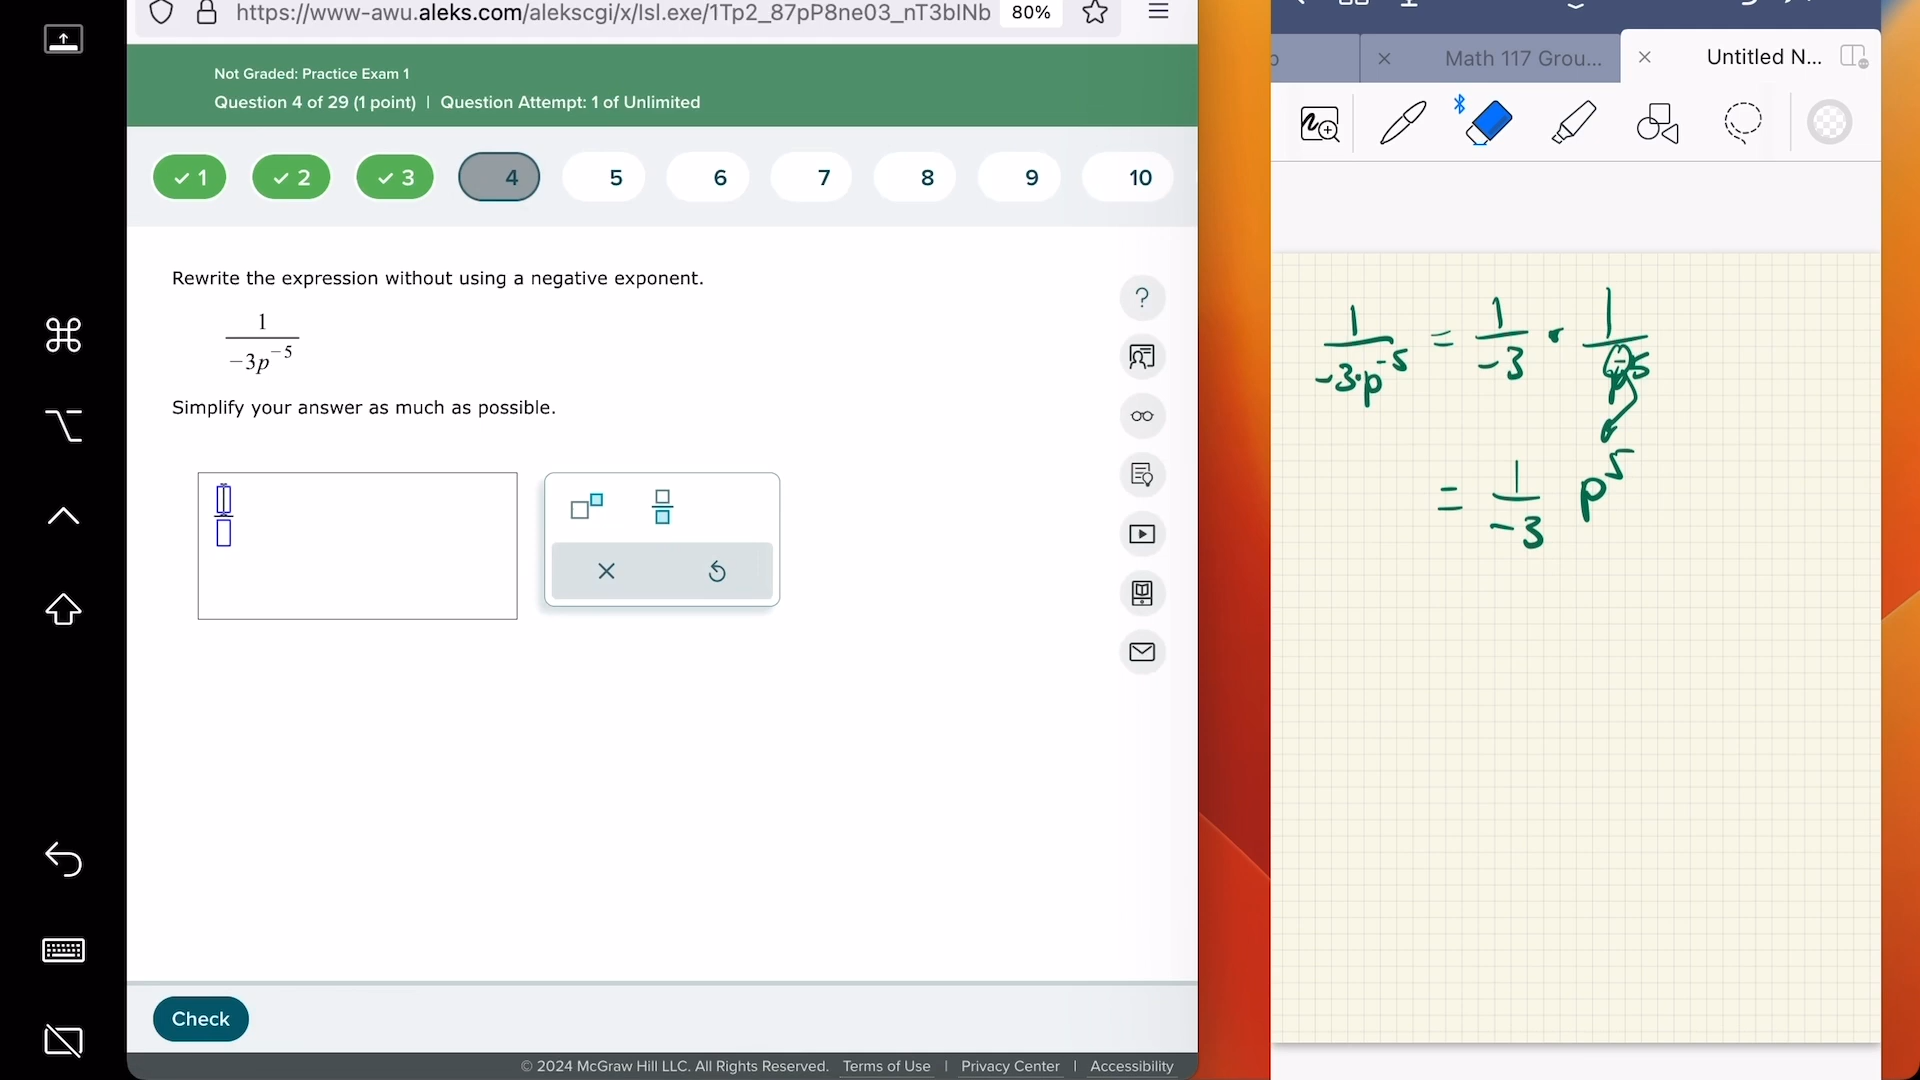 https://www-awu.aleks.com/alekscgi/x/Isl.exe/1Tp2_87pP8ne03_nT3bINb 80%
Not Graded: Practice Exam 1
Question 4 of 29 (1 point) | Question Attempt: 1 of Unlimited
✓ 1 ✓ 2 ✓ 3 4 5 6 7 8 9 10
Rewrite the expression without using a negative exponent.
1
−3p^−5
Simplify your answer as much as possible.
Check
© 2024 McGraw Hill LLC. All Rights Reserved. Terms of Use | Privacy Center | Accessibility
Math 117 Grou... Untitled N...
1/(-3·p^-5) = 1/-3 · 1/p^-5
= 1/-3 p^5